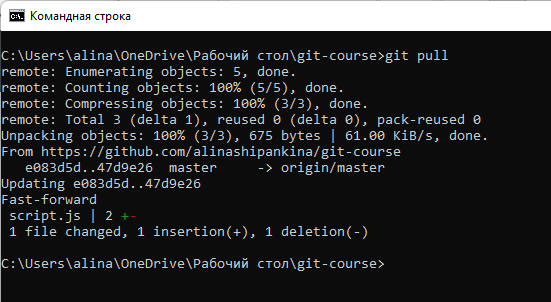 Командная строка
C:\Users\alina\OneDrive\Рабочий стол\git-course>git pull
remote: Enumerating objects: 5, done.
remote: Counting objects: 100% (5/5), done.
remote: Compressing objects: 100% (3/3), done.
remote: Total 3 (delta 1), reused 0 (delta 0), pack-reused 0
Unpacking objects: 100% (3/3), 675 bytes | 61.00 KiB/s, done.
From https://github.com/alinashipankina/git-course
   e083d5d..47d9e26  master     -> origin/master
Updating e083d5d..47d9e26
Fast-forward
 script.js | 2 +-
 1 file changed, 1 insertion(+), 1 deletion(-)
C:\Users\alina\OneDrive\Рабочий стол\git-course>